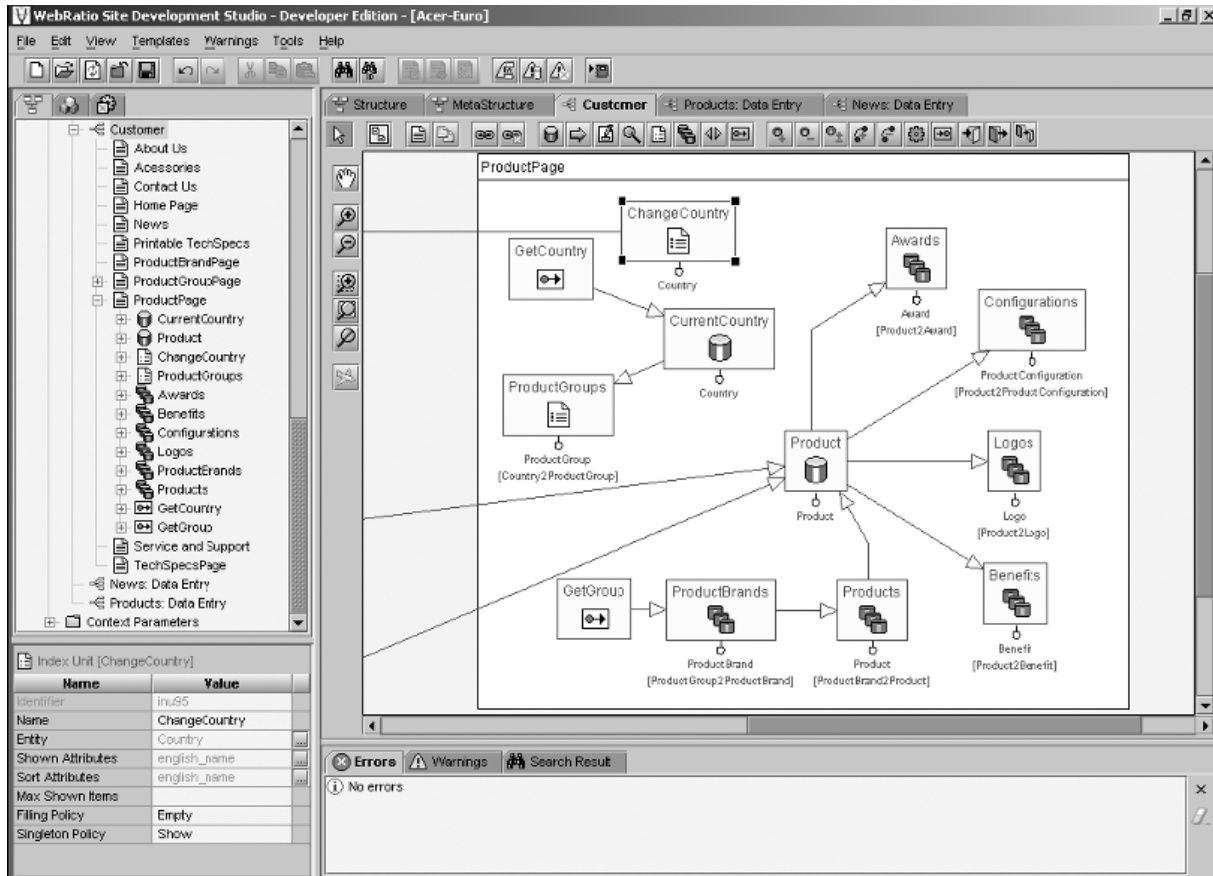 WebRatio Site Development Studio - Developer Edition - [Acer-Euro]
File Edit View Templates Warnings Tools Help
Structure MetaStructure Customer Products: Data Entry News: Data Entry
Customer
About Us
Acessories
Contact Us
Home Page
News
Printable TechSpecs
ProductBrandPage
ProductGroupPage
ProductPage
CurrentCountry
Product
ChangeCountry
ProductGroups
Awards
Benefits
Configurations
Logos
ProductBrands
Products
GetCountry
GetGroup
Service and Support
TechSpecsPage
News: Data Entry
Products: Data Entry
Context Parameters
ProductPage
ChangeCountry
Country
GetCountry
CurrentCountry
Country
ProductGroups
ProductGroup
[Country2ProductGroup]
Awards
Award
[Product2Award]
Configurations
ProductConfiguration
[Product2ProductConfiguration]
Product
Product
Logos
Logo
[Product2Logo]
Benefits
Benefit
[Product2Benefit]
GetGroup
ProductBrands
ProductBrand
[ProductGroup2ProductBrand]
Products
Product
[ProductBrand2Product]
Index Unit [ChangeCountry]
Name Value
Identifier inu95
Name ChangeCountry
Entity Country ...
Shown Attributes english_name ...
Sort Attributes english_name ...
Max Shown Items
Filling Policy Empty
Singleton Policy Show
Errors Warnings Search Result
No errors